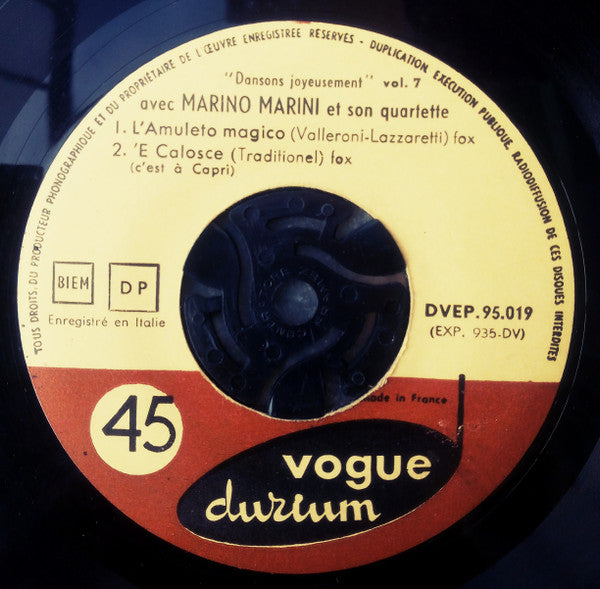 TOUS DROITS DU PRODUCTEUR PHONOGRAPHIQUE ET DU PROPRIÉTAIRE DE L'ŒUVRE ENREGISTREE RÉSERVÉS - DUPLICATION, EXÉCUTION PUBLIQUE, RADIODIFFUSION DE CES DISQUES INTERDITES
"Dansons joyeusement" vol. 7
avec MARINO MARINI et son quartette
1. L'Amuleto magico (Valleroni-Lazzaretti) fox
2. 'E Calosce (Traditionel) fox
(c'est à Capri)
BIEM DP
Enregistré en Italie
DVEP.95.019
(EXP. 935-DV)
made in France
45
vogue
durium